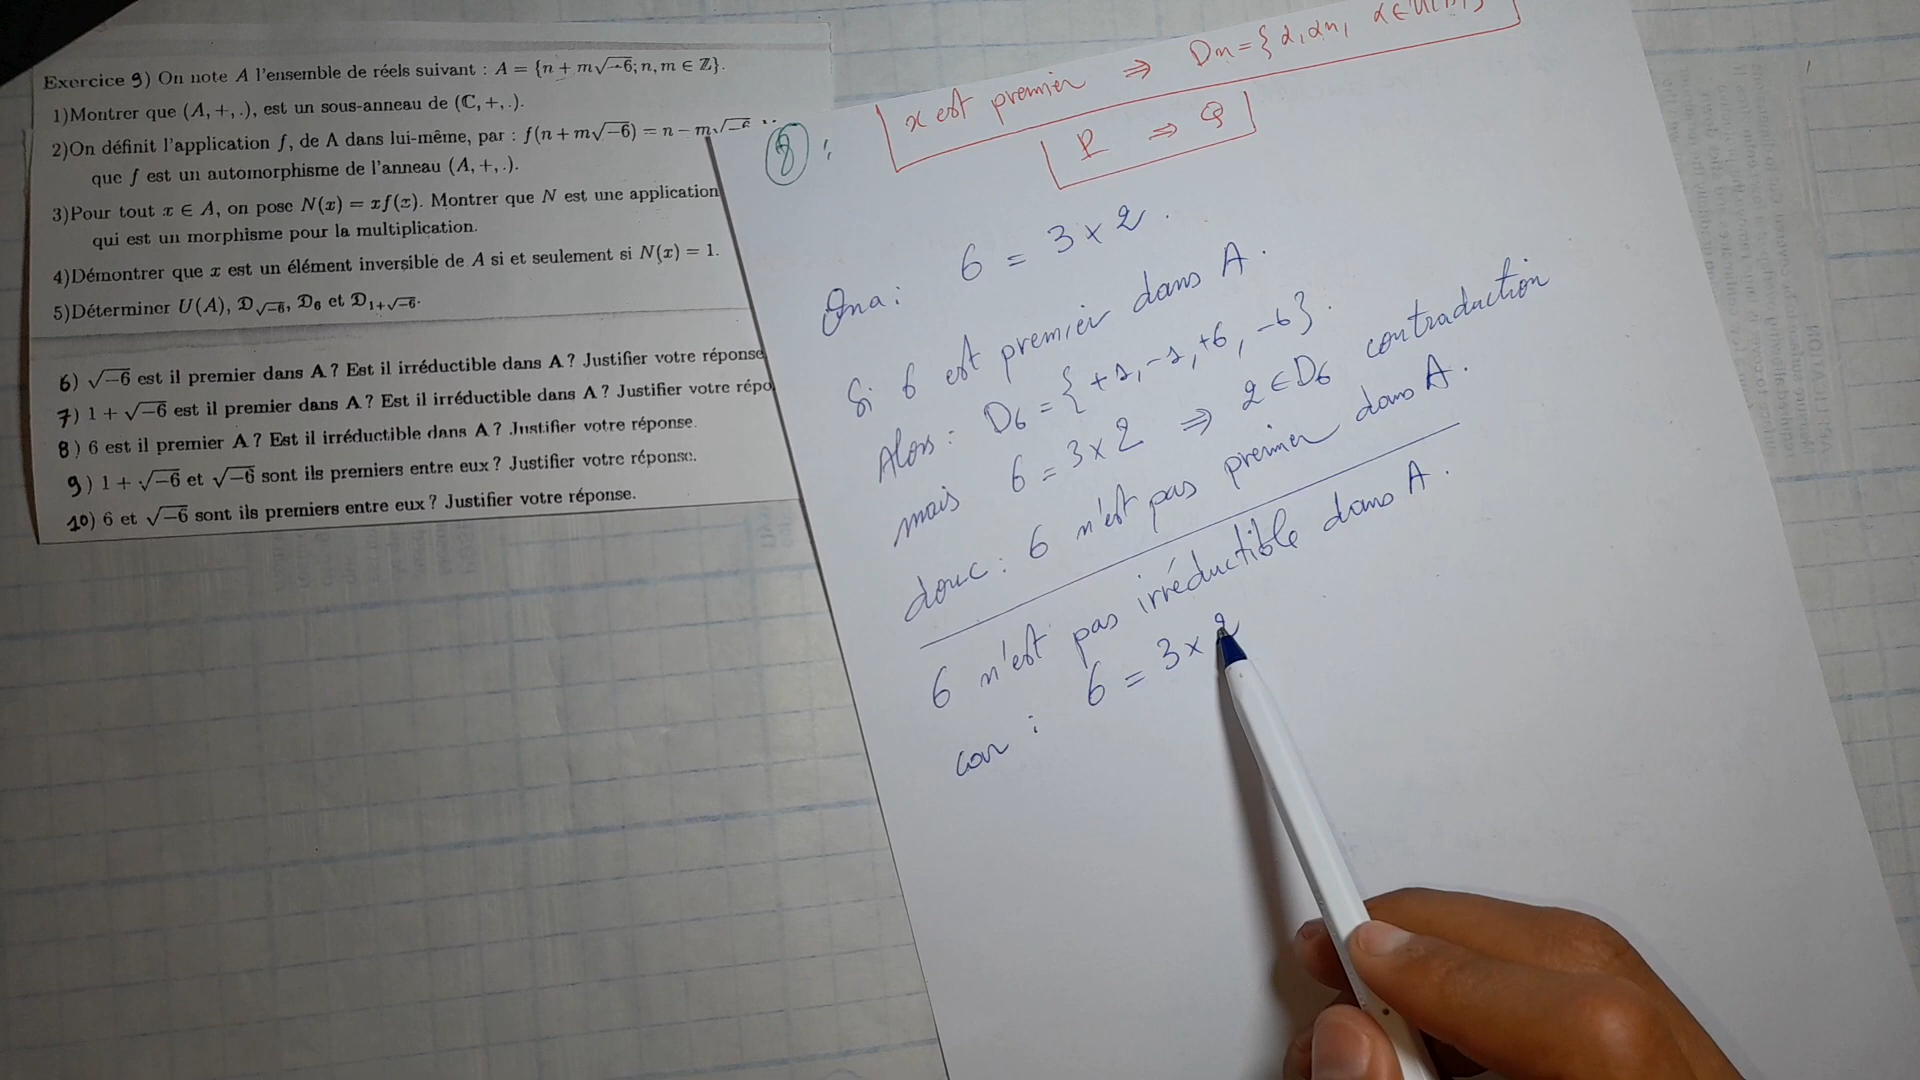 Exercice 9) On note A l'ensemble de réels suivant : A = {n + m√−6; n, m ∈ ℤ}.
1)Montrer que (A, +, .), est un sous-anneau de (ℂ, +, .).
2)On définit l'application f, de A dans lui-même, par : f(n + m√−6) = n − m√−6
que f est un automorphisme de l'anneau (A, +, .).
3)Pour tout x ∈ A, on pose N(x) = xf(x). Montrer que N est une application
qui est un morphisme pour la multiplication.
4)Démontrer que x est un élément inversible de A si et seulement si N(x) = 1.
5)Déterminer U(A), D√−6, D6 et D1+√−6.
6) √−6 est il premier dans A ? Est il irréductible dans A ? Justifier votre réponse
7) 1 + √−6 est il premier dans A ? Est il irréductible dans A ? Justifier votre répo
8) 6 est il premier A ? Est il irréductible dans A ? Justifier votre réponse.
9) 1 + √−6 et √−6 sont ils premiers entre eux ? Justifier votre réponse.
10) 6 et √−6 sont ils premiers entre eux ? Justifier votre réponse.
x est premier ⇒ Dx = {α, αx,
8 :
P ⇒ Q
Ona : 6 = 3 × 2 .
Si 6 est premier dans A .
Alors : D6 = { +1, −1, +6, −6} .
mais 6 = 3 × 2 ⇒ 2 ∈ D6 contraduction
donc : 6 n'est pas premier dans A .
6 n'est pas irréductible dans A .
car : 6 = 3 × 2